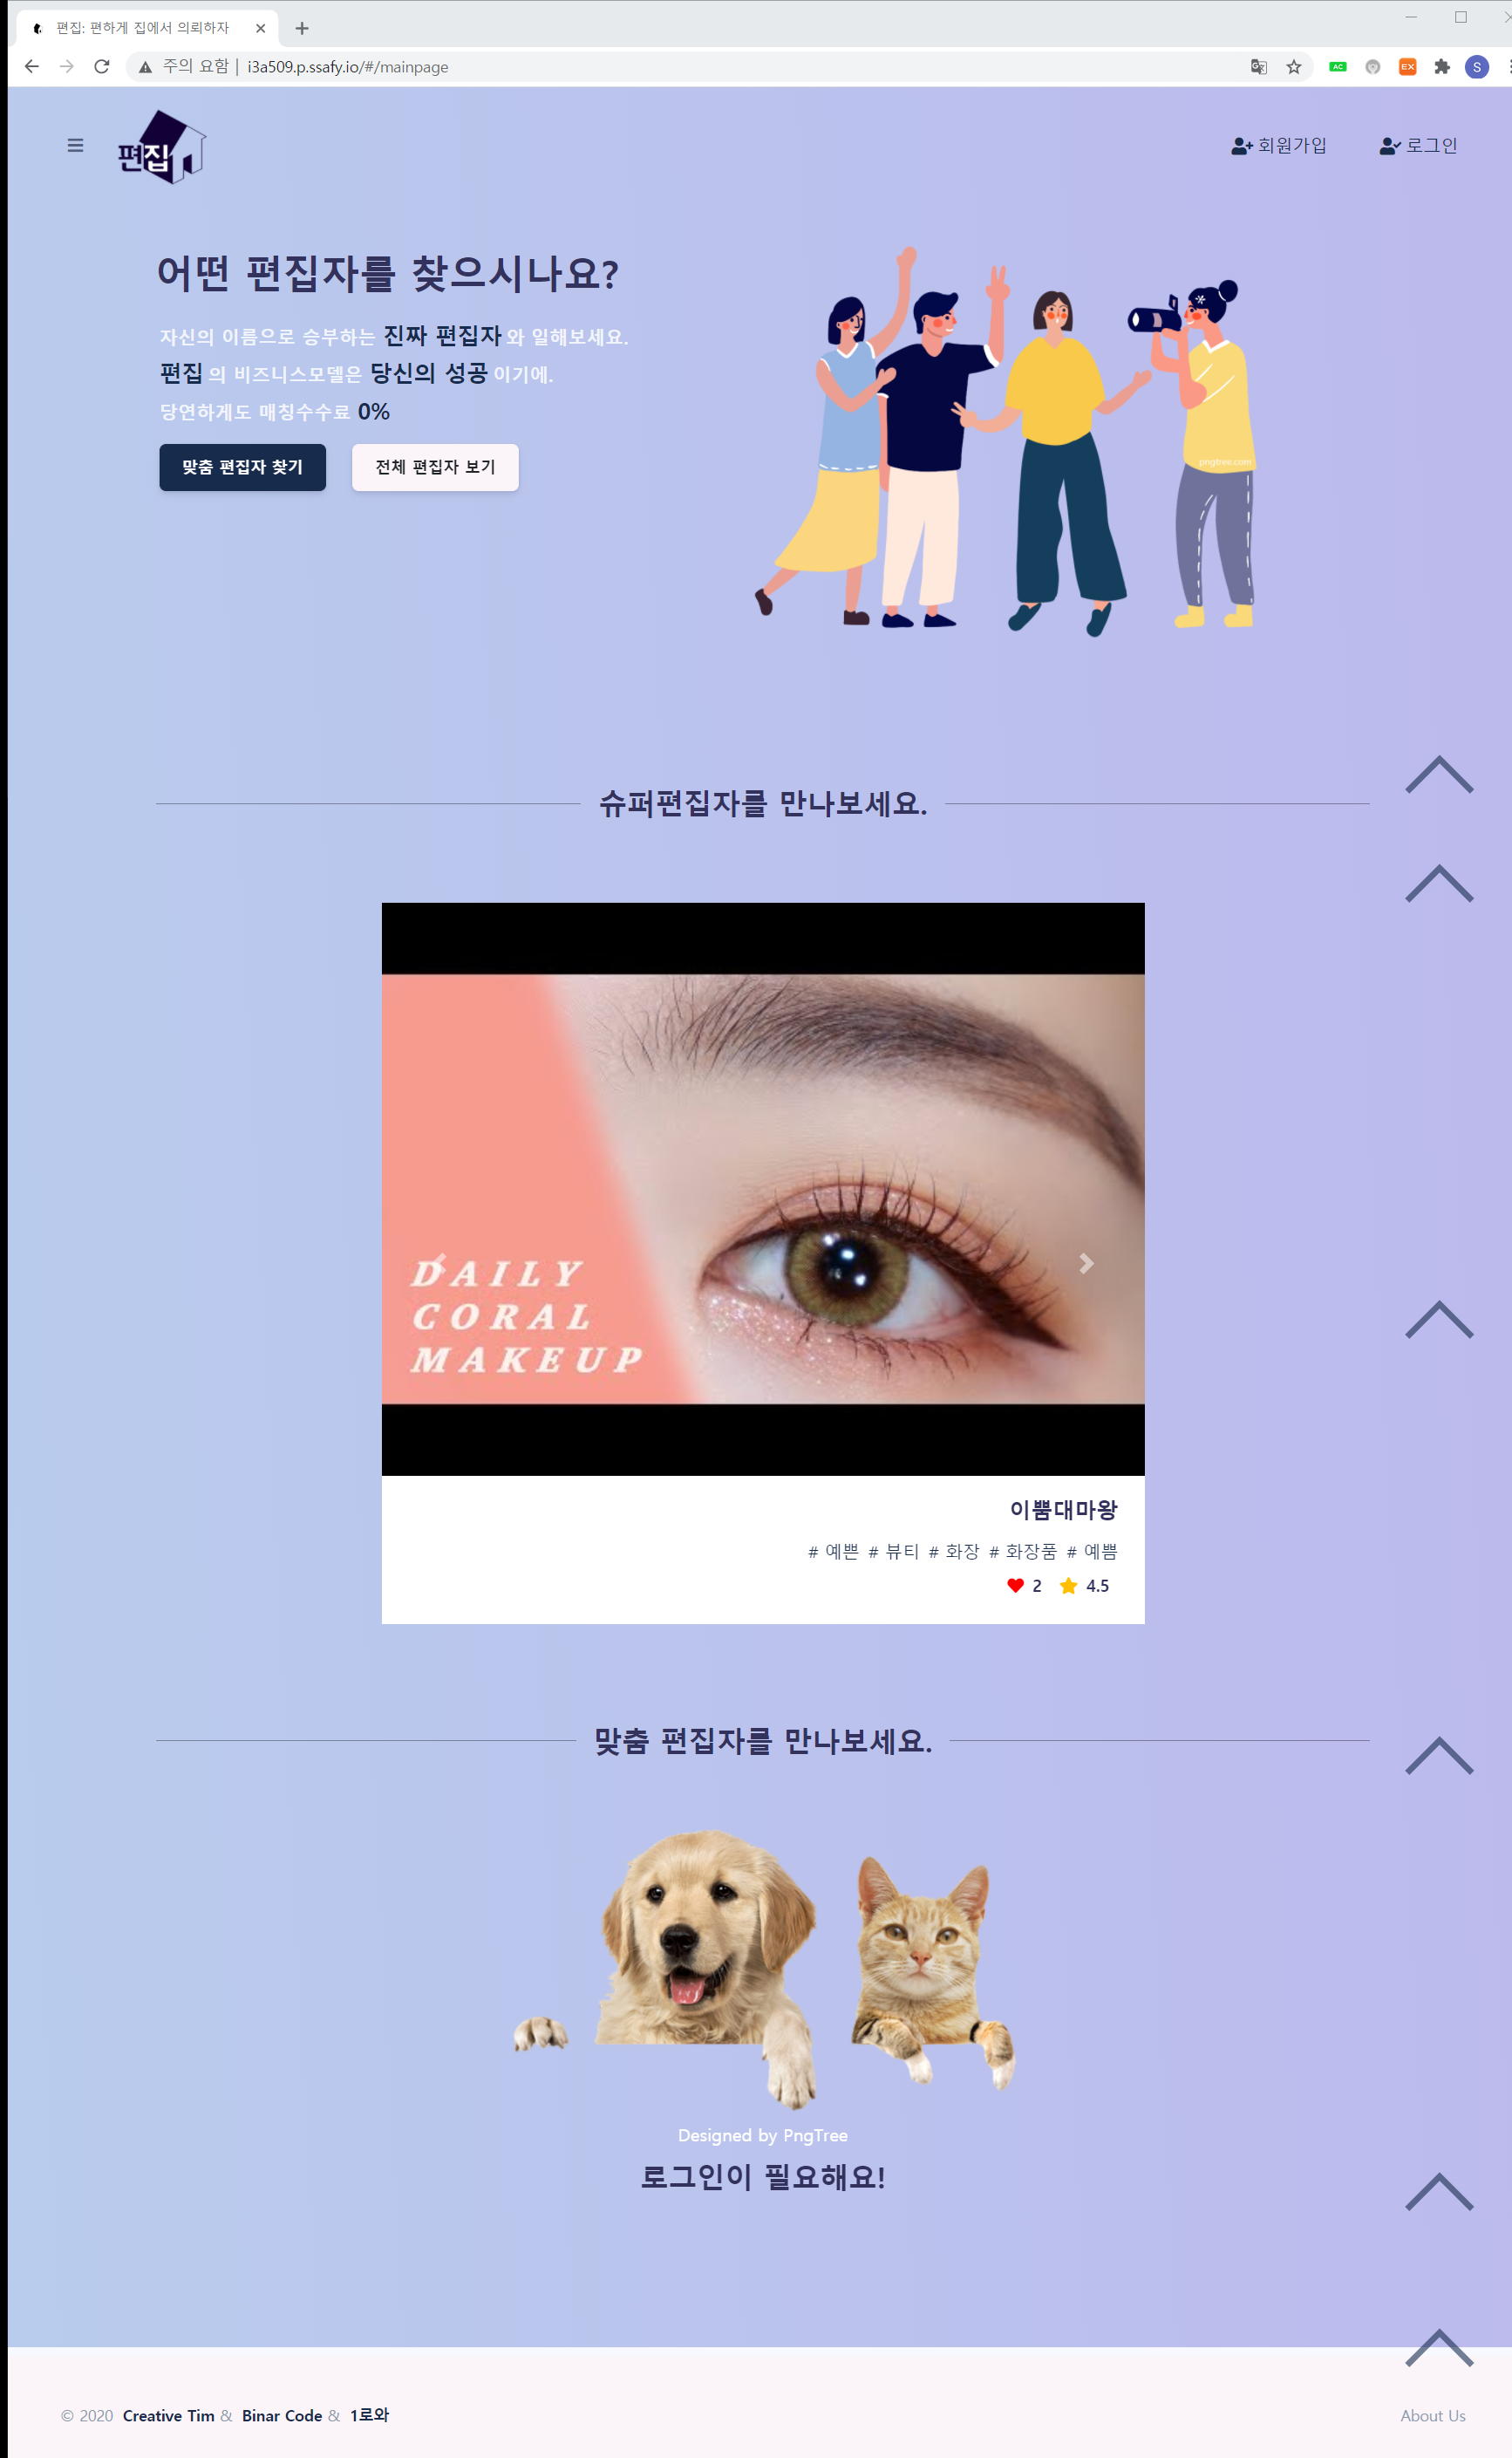 편집: 편하게 집에서 의뢰하자
주의 요함 | i3a509.p.ssafy.io/#/mainpage
AC
EX
S
편집
회원가입
로그인
어떤 편집자를 찾으시나요?
자신의 이름으로 승부하는 진짜 편집자 와 일해보세요.
편집 의 비즈니스모델은 당신의 성공 이기에.
당연하게도 매칭수수료 0%
맞춤 편집자 찾기
전체 편집자 보기
pngtree.com
슈퍼편집자를 만나보세요.
DAILY
CORAL
MAKEUP
이뿜대마왕
# 예쁜 # 뷰티 # 화장 # 화장품 # 예쁨
2 4.5
맞춤 편집자를 만나보세요.
Designed by PngTree
로그인이 필요해요!
© 2020 Creative Tim & Binar Code & 1로와
About Us